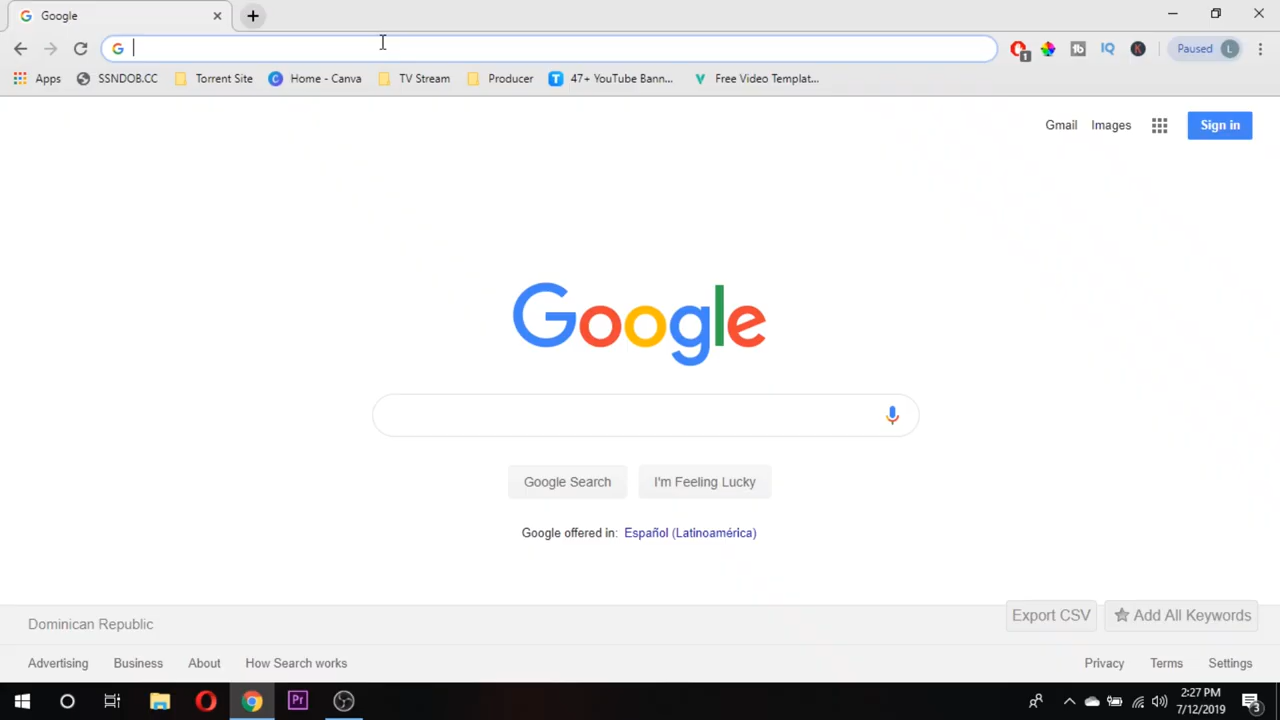 Google
Paused L
1
Apps SSNDOB.CC Torrent Site Home - Canva TV Stream Producer 47+ YouTube Bann... Free Video Templat...
Gmail Images Sign in
Google
Google Search I'm Feeling Lucky
Google offered in: Español (Latinoamérica)
Export CSV Add All Keywords
Dominican Republic
Advertising Business About How Search works Privacy Terms Settings
2:27 PM
7/12/2019
3